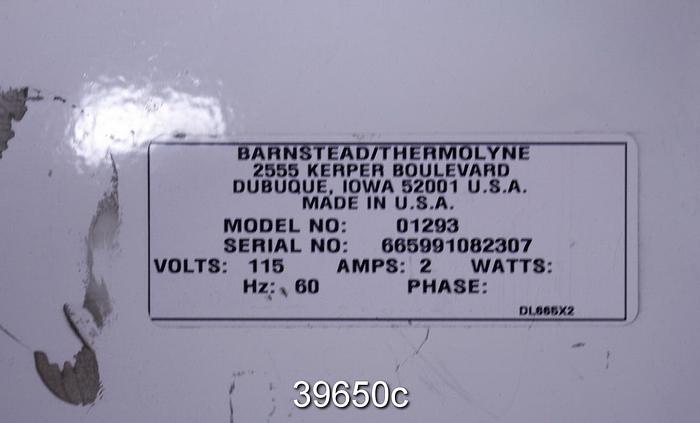 BARNSTEAD/THERMOLYNE
2555 KERPER BOULEVARD
DUBUQUE, IOWA 52001 U.S.A.
MADE IN U.S.A.
MODEL NO: 01293
SERIAL NO: 665991082307
VOLTS: 115 AMPS: 2 WATTS:
Hz: 60 PHASE:
DL665X2
39650c